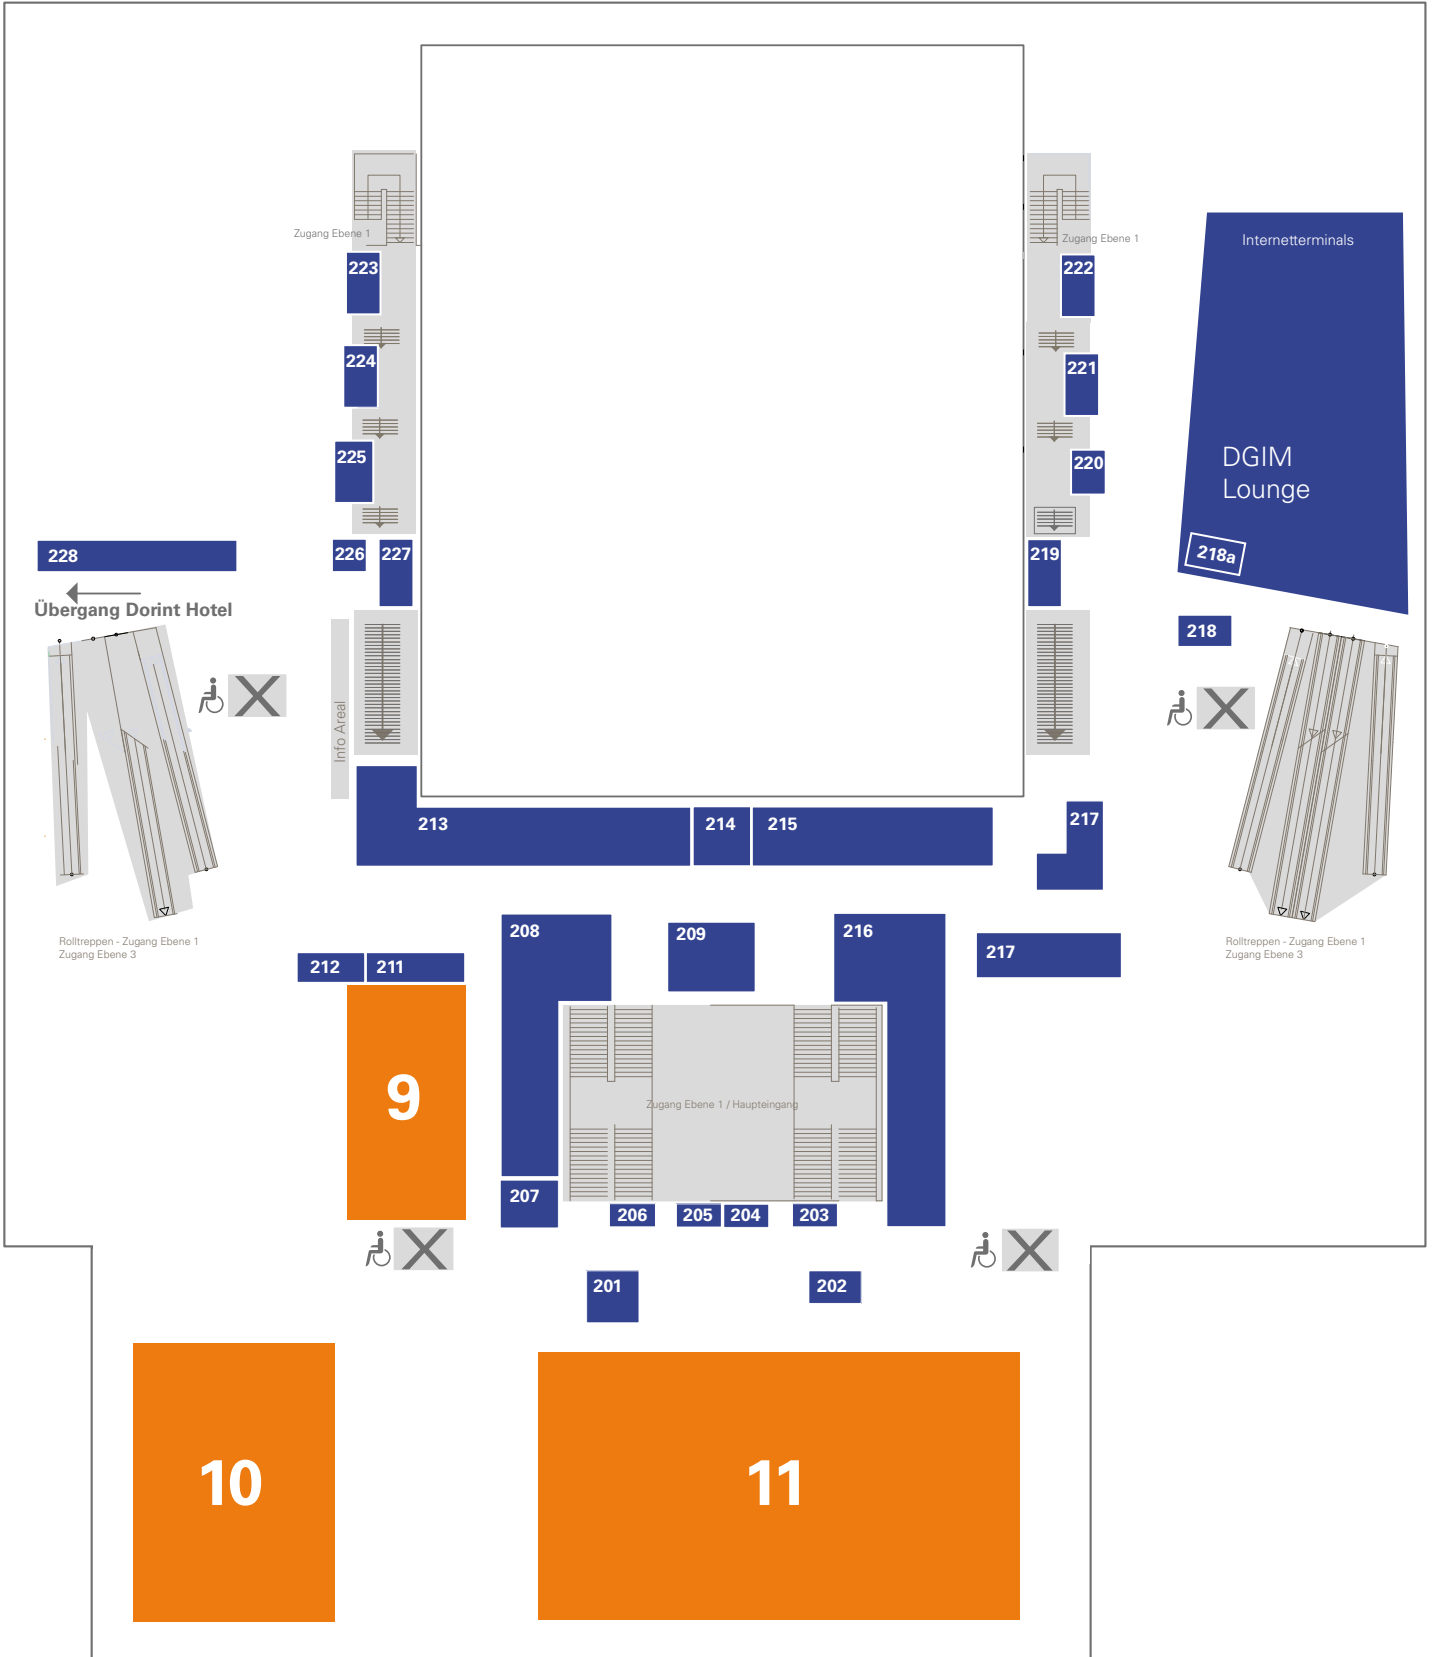 Zugang Ebene 1
Zugang Ebene 1
Internetterminals
223
222
224
221
225
220
DGIM
Lounge
228
226
227
219
218a
Übergang Dorint Hotel
218
Info Areal
213
214
215
217
208
209
216
217
Rolltreppen - Zugang Ebene 1
Zugang Ebene 3
Rolltreppen - Zugang Ebene 1
Zugang Ebene 3
212
211
9
Zugang Ebene 1 / Haupteingang
207
206
205
204
203
201
202
10
11